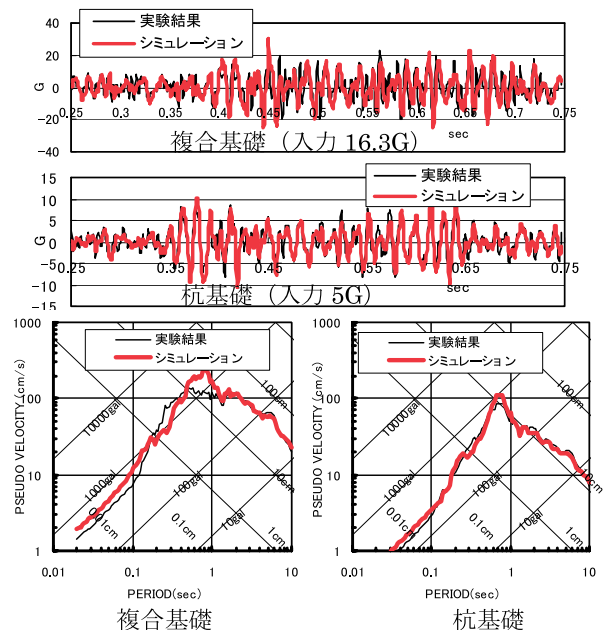 40
20
0
−20
−40
G
実験結果
シミュレーション
0.25 0.3 0.35 0.4 0.45 0.5 0.55 0.6 0.65 0.7 0.75
sec
複合基礎（入力 16.3G）
15
10
5
0
-5
-10
-15
G
実験結果
シミュレーション
0.25 0.35 0.45 0.55 0.65 0.75
sec
杭基礎（入力 5G）
1000
100
10
1
PSEUDO VELOCITY(cm/s)
実験結果
シミュレーション
10000gal
1000gal
100gal
10gal
0.01cm
0.1cm
1cm
10cm
100cm
0.01 0.1 1 10
PERIOD(sec)
複合基礎
1000
100
10
1
PSEUDO VELOCITY(cm/s)
実験結果
シミュレーション
10000gal
1000gal
100gal
10gal
0.01cm
0.1cm
1cm
10cm
100cm
0.01 0.1 1 10
PERIOD(sec)
杭基礎